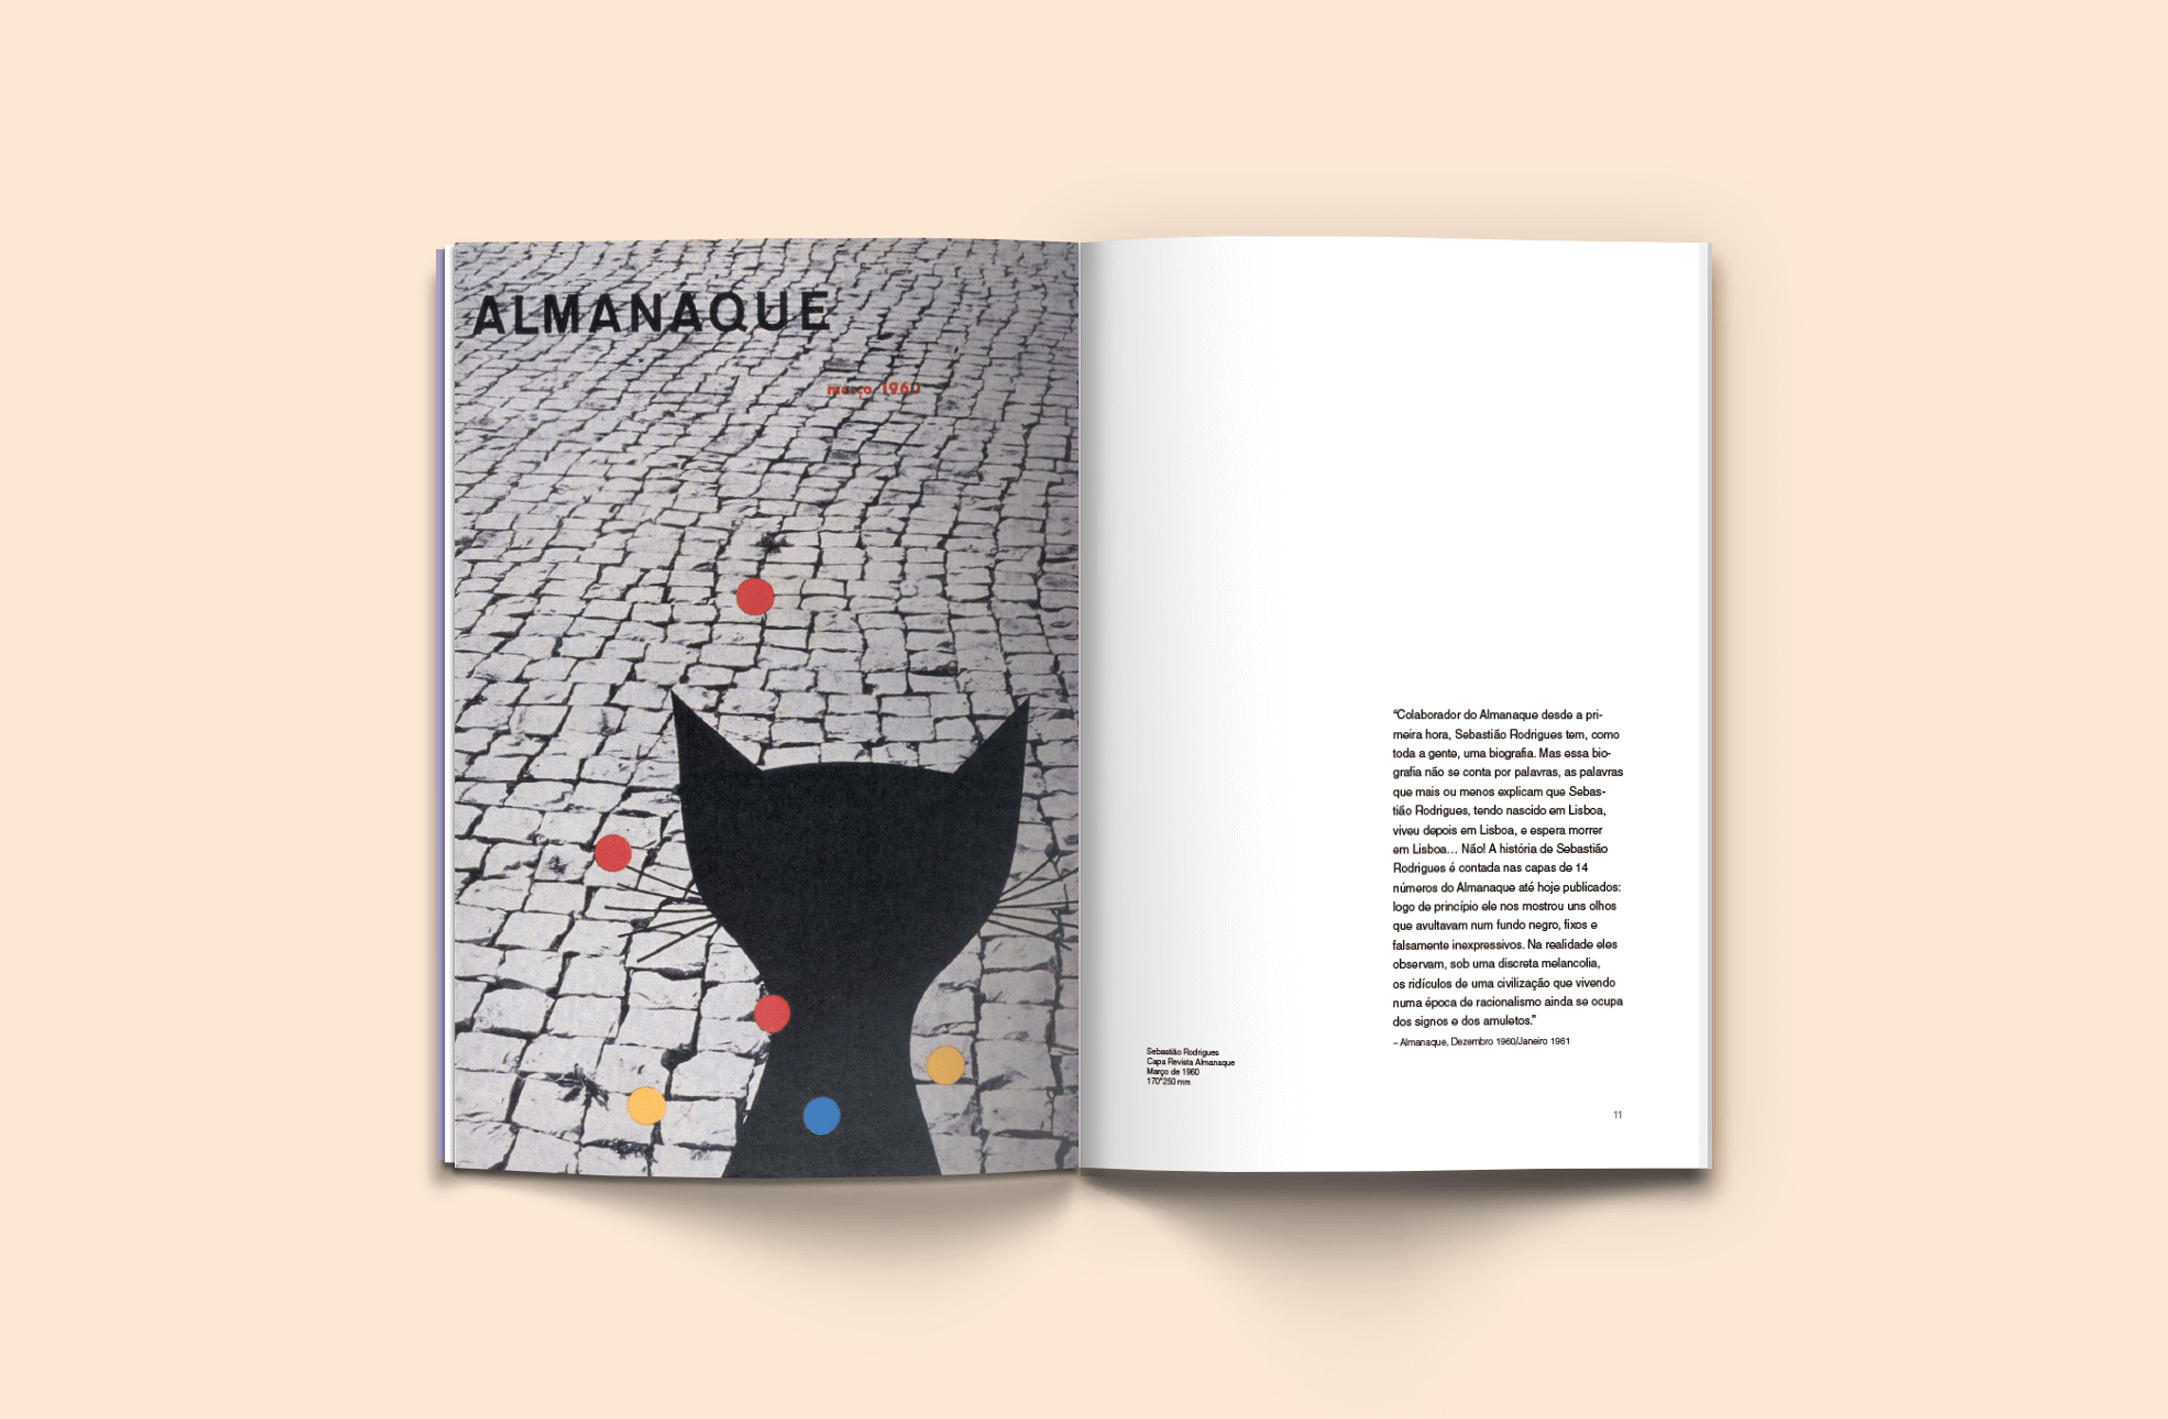 ALMANAQUE
março 1960
“Colaborador do Almanaque desde a pri-
meira hora, Sebastião Rodrigues tem, como
toda a gente, uma biografia. Mas essa bio-
grafia não se conta por palavras, as palavras
que mais ou menos explicam que Sebas-
tião Rodrigues, tendo nascido em Lisboa,
viveu depois em Lisboa, e espera morrer
em Lisboa... Não! A história de Sebastião
Rodrigues é contada nas capas de 14
números do Almanaque até hoje publicados:
logo de princípio ele nos mostrou uns olhos
que avultavam num fundo negro, fixos e
falsamente inexpressivos. Na realidade eles
observam, sob uma discreta melancolia,
os ridículos de uma civilização que vivendo
numa época de racionalismo ainda se ocupa
dos signos e dos amuletos.”
– Almanaque, Dezembro 1960/Janeiro 1961
Sebastião Rodrigues
Capa Revista Almanaque
Março de 1960
170*250 mm
11